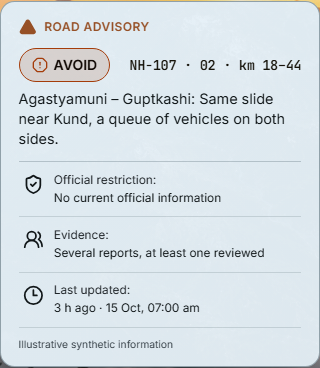 ROAD ADVISORY
AVOID NH-107 · 02 · km 18–44
Agastyamuni – Guptkashi: Same slide
near Kund, a queue of vehicles on both
sides.
Official restriction:
No current official information
Evidence:
Several reports, at least one reviewed
Last updated:
3 h ago · 15 Oct, 07:00 am
Illustrative synthetic information